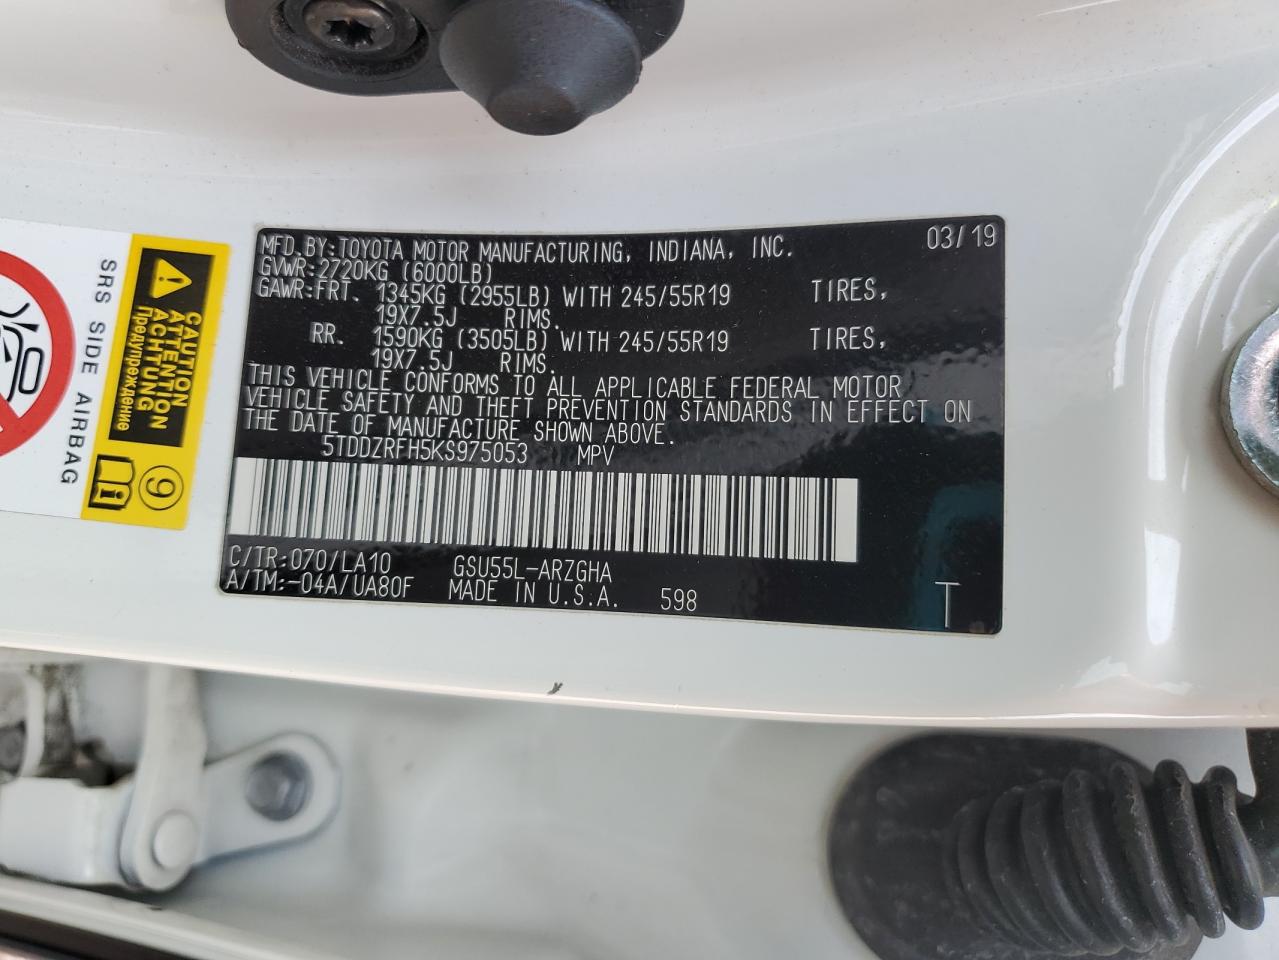 MFD.BY:TOYOTA MOTOR MANUFACTURING, INDIANA, INC. 03/19
GVWR:2720KG (6000LB)
GAWR:FRT. 1345KG (2955LB) WITH 245/55R19 TIRES,
19X7.5J RIMS.
RR. 1590KG (3505LB) WITH 245/55R19 TIRES,
19X7.5J RIMS.
THIS VEHICLE CONFORMS TO ALL APPLICABLE FEDERAL MOTOR
VEHICLE SAFETY AND THEFT PREVENTION STANDARDS IN EFFECT ON
THE DATE OF MANUFACTURE SHOWN ABOVE.
5TDDZRFH5KS975053 MPV
C/TR:070/LA10 GSU55L-ARZGHA
A/TM:-04A/UA80F MADE IN U.S.A. 598 T
CAUTION
ATTENTION
ACHTUNG
Предупреждение
9
SRS SIDE AIRBAG